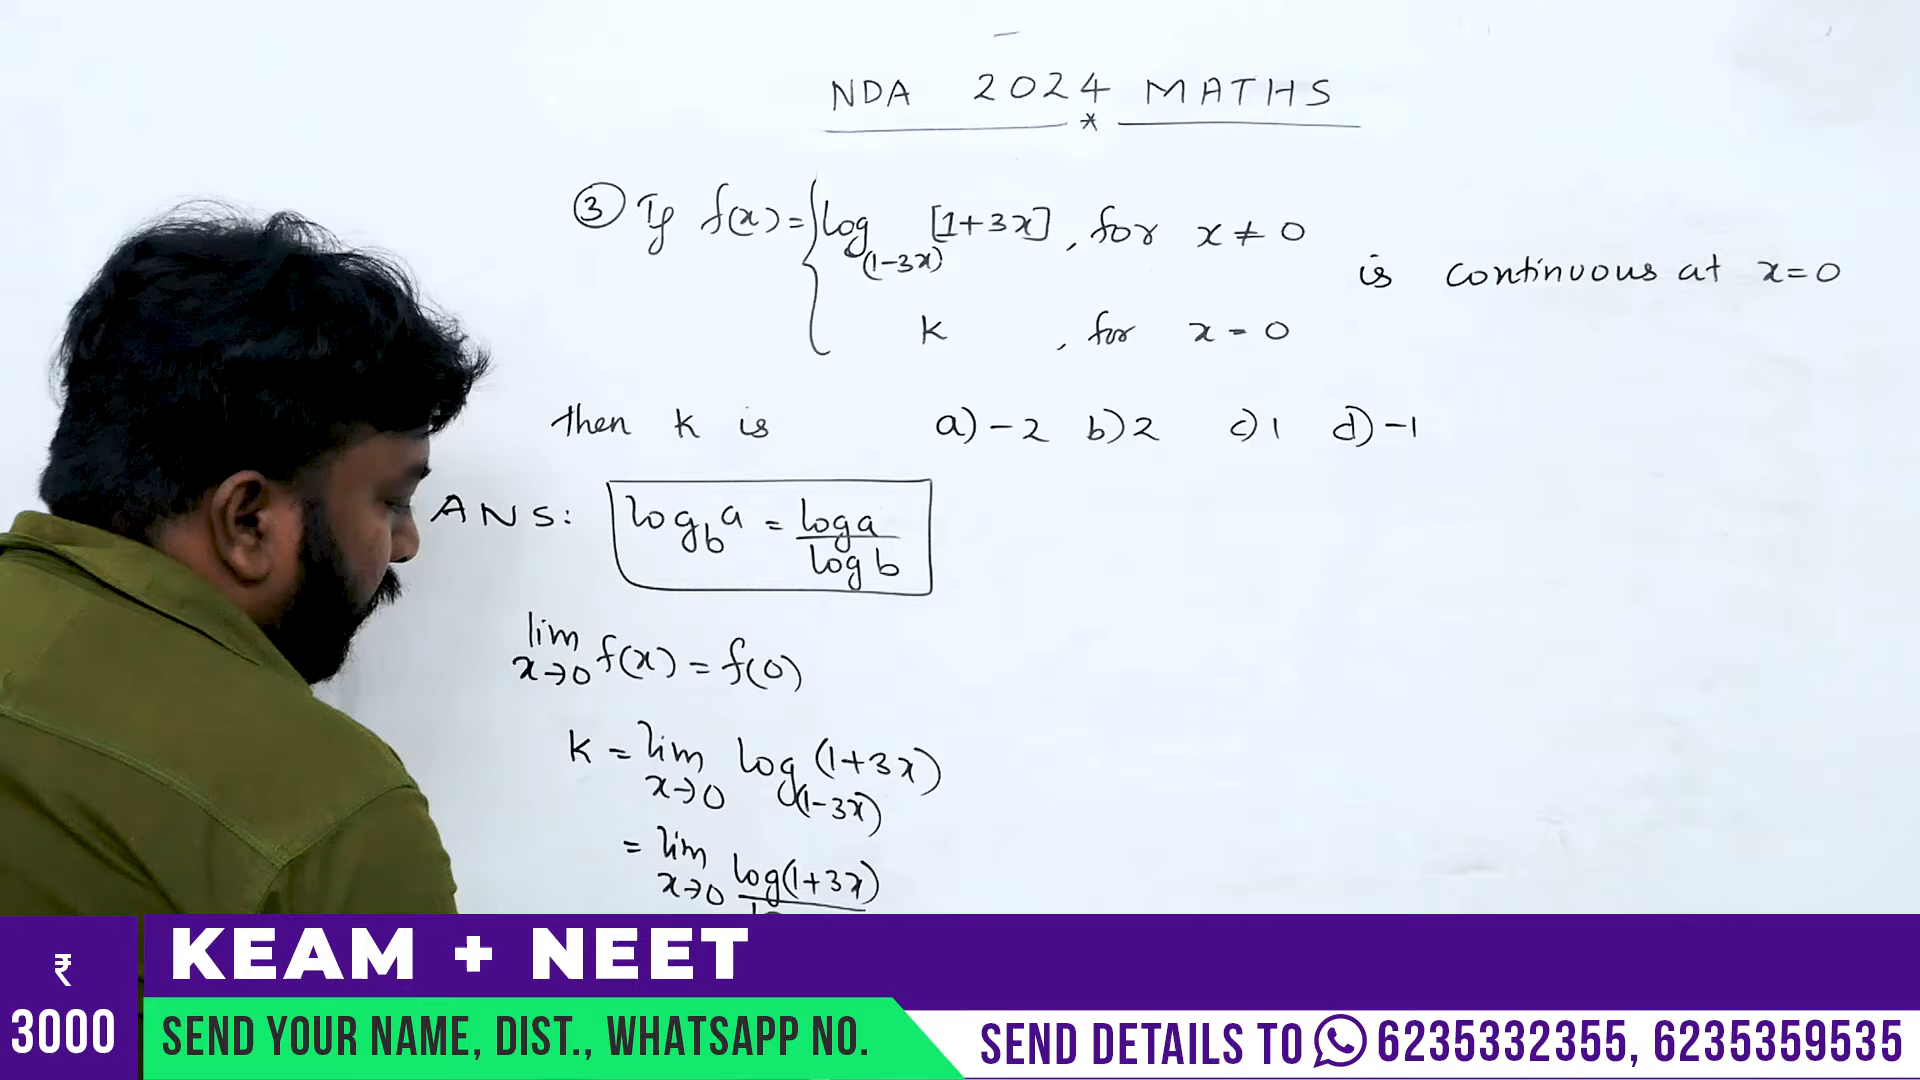 NDA 2024 MATHS
*
③ If f(x) = { log(1-3x) [1+3x] , for x ≠ 0
is continuous at x=0
k , for x = 0
then k is a) -2 b) 2 c) 1 d) -1
ANS: log_b a = log a / log b
lim x→0 f(x) = f(0)
k = lim x→0 log(1-3x) (1+3x)
= lim x→0 log(1+3x)
₹ 3000
KEAM + NEET
SEND YOUR NAME, DIST., WHATSAPP NO.
SEND DETAILS TO 6235332355, 6235359535